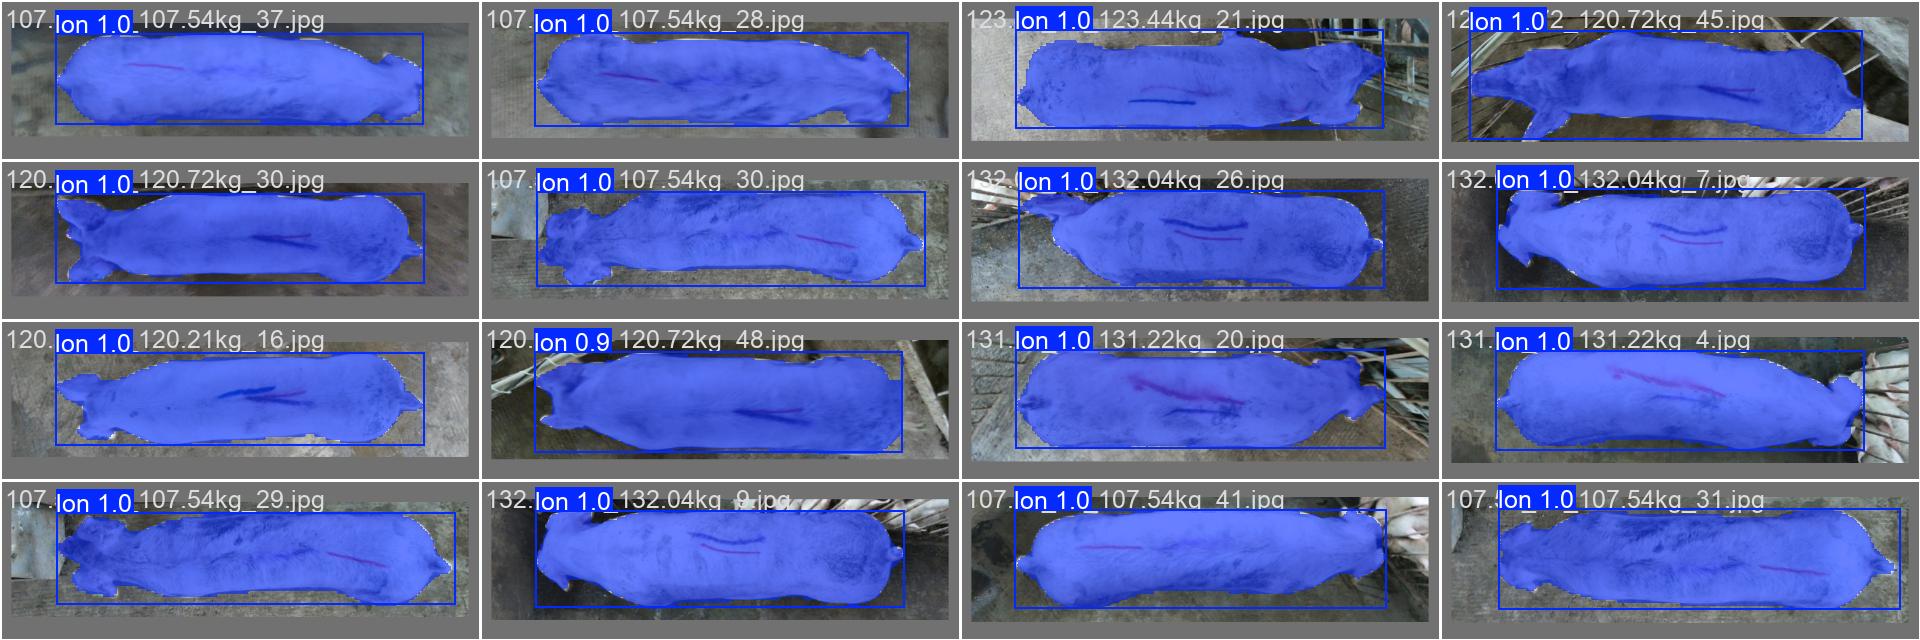 107. lon 1.0 107.54kg_37.jpg
107. lon 1.0 107.54kg_28.jpg
123. lon 1.0 123.44kg_21.jpg
12 lon 1.0 2_120.72kg_45.jpg
120. lon 1.0 120.72kg_30.jpg
107. lon 1.0 107.54kg_30.jpg
132. lon 1.0 132.04kg_26.jpg
132. lon 1.0 132.04kg_7.jpg
120. lon 1.0 120.21kg_16.jpg
120. lon 0.9 120.72kg_48.jpg
131. lon 1.0 131.22kg_20.jpg
131. lon 1.0 131.22kg_4.jpg
107. lon 1.0 107.54kg_29.jpg
132. lon 1.0 132.04kg_9.jpg
107. lon 1.0 107.54kg_41.jpg
107. lon 1.0 107.54kg_31.jpg